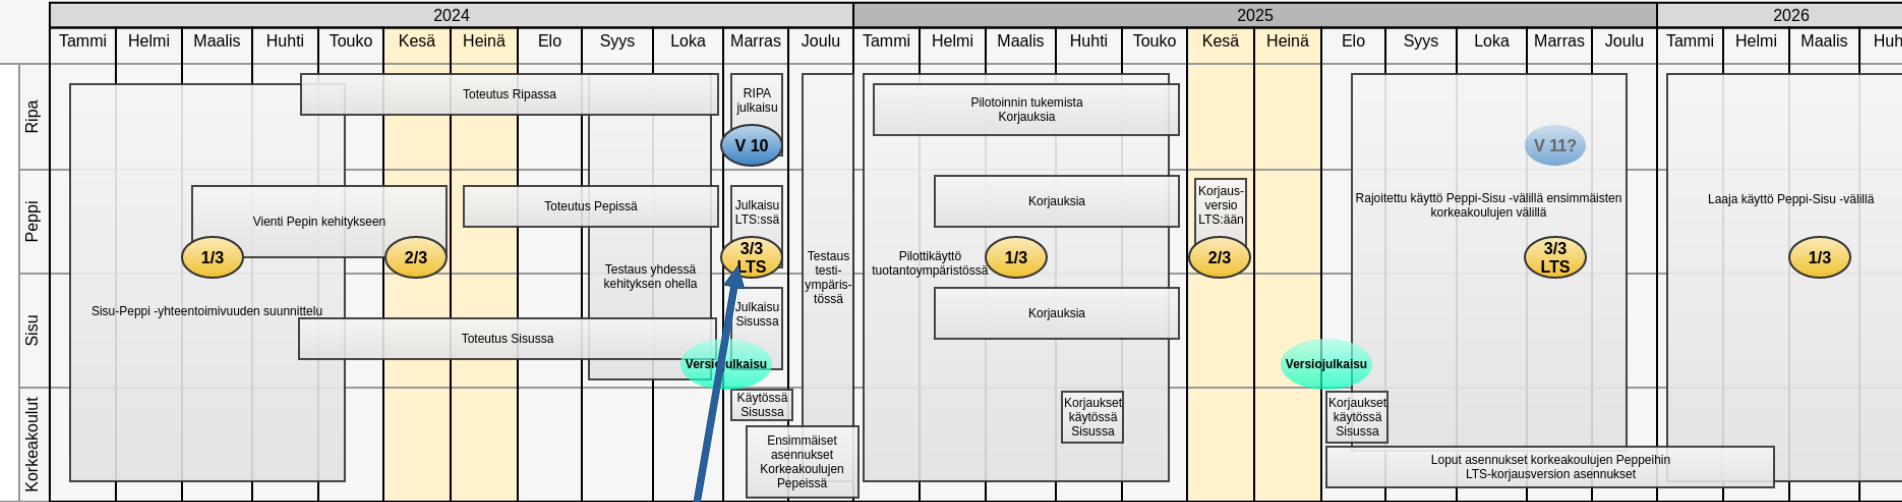 2024
2025
2026
Tammi
Helmi
Maalis
Huhti
Touko
Kesä
Heinä
Elo
Syys
Loka
Marras
Joulu
Tammi
Helmi
Maalis
Huhti
Touko
Kesä
Heinä
Elo
Syys
Loka
Marras
Joulu
Tammi
Helmi
Maalis
Huh
Ripa
Toteutus Ripassa
RIPA
julkaisu
V 10
Pilotoinnin tukemista
Korjauksia
V 11?
Peppi
Vienti Pepin kehitykseen
1/3
2/3
Toteutus Pepissä
Julkaisu
LTS:ssä
3/3
LTS
Korjauksia
Korjaus-
versio
LTS:ään
1/3
2/3
Rajoitettu käyttö Peppi-Sisu -välillä ensimmäisten
korkeakoulujen välillä
3/3
LTS
Laaja käyttö Peppi-Sisu -välillä
1/3
Testaus yhdessä
kehityksen ohella
Testaus
testi-
ympäris-
tössä
Pilottikäyttö
tuotantoympäristössä
Sisu
Sisu-Peppi -yhteentoimivuuden suunnittelu
Toteutus Sisussa
Julkaisu
Sisussa
Versiojulkaisu
Korjauksia
Versiojulkaisu
Korkeakoulut
Käytössä
Sisussa
Ensimmäiset
asennukset
Korkeakoulujen
Pepeissä
Korjaukset
käytössä
Sisussa
Korjaukset
käytössä
Sisussa
Loput asennukset korkeakoulujen Peppeihin
LTS-korjausversion asennukset